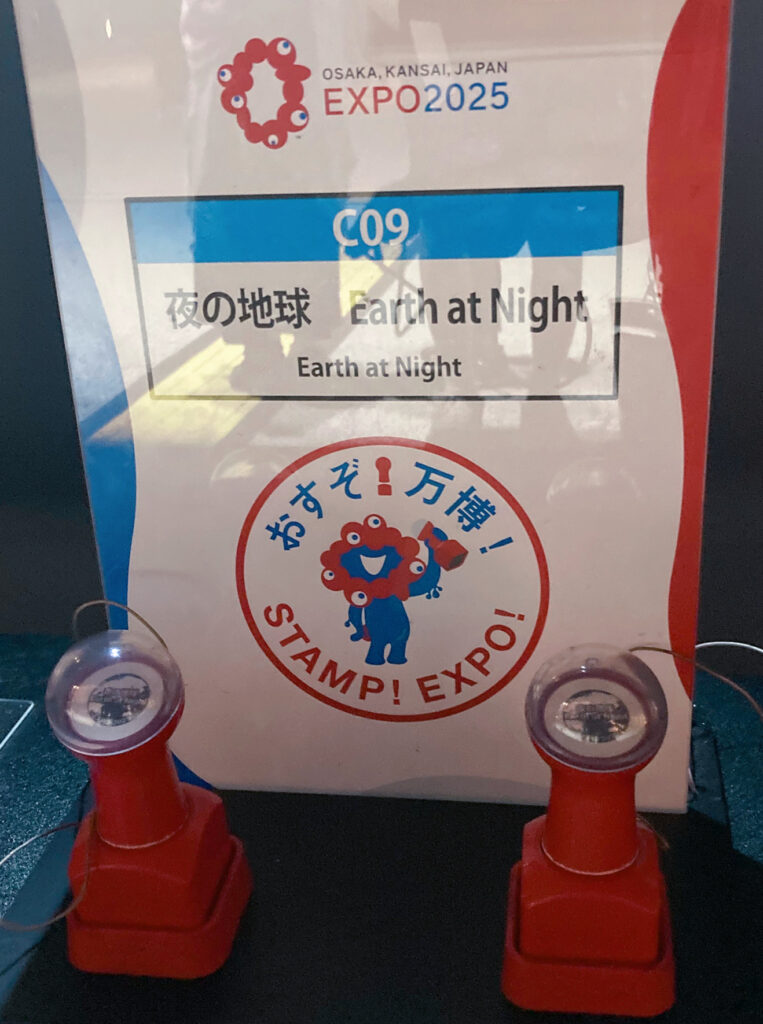 OSAKA, KANSAI, JAPAN
EXPO2025
C09
夜の地球 Earth at Night
Earth at Night
おすぞ!万博!
STAMP! EXPO!